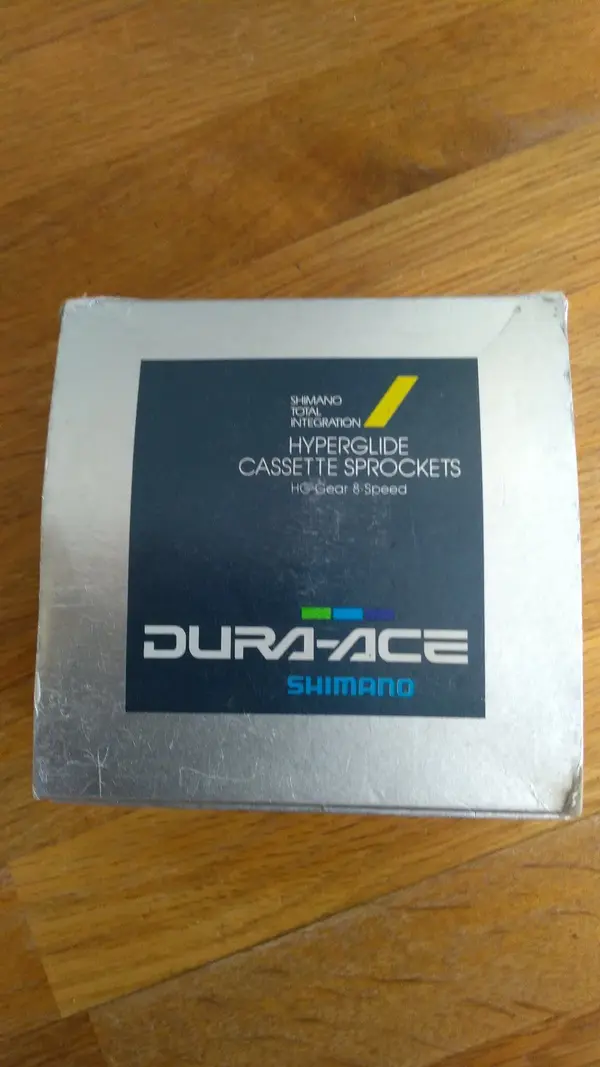 SHIMANO
TOTAL
INTEGRATION
HYPERGLIDE
CASSETTE SPROCKETS
HG-Gear 8-Speed
DURA-ACE
SHIMANO